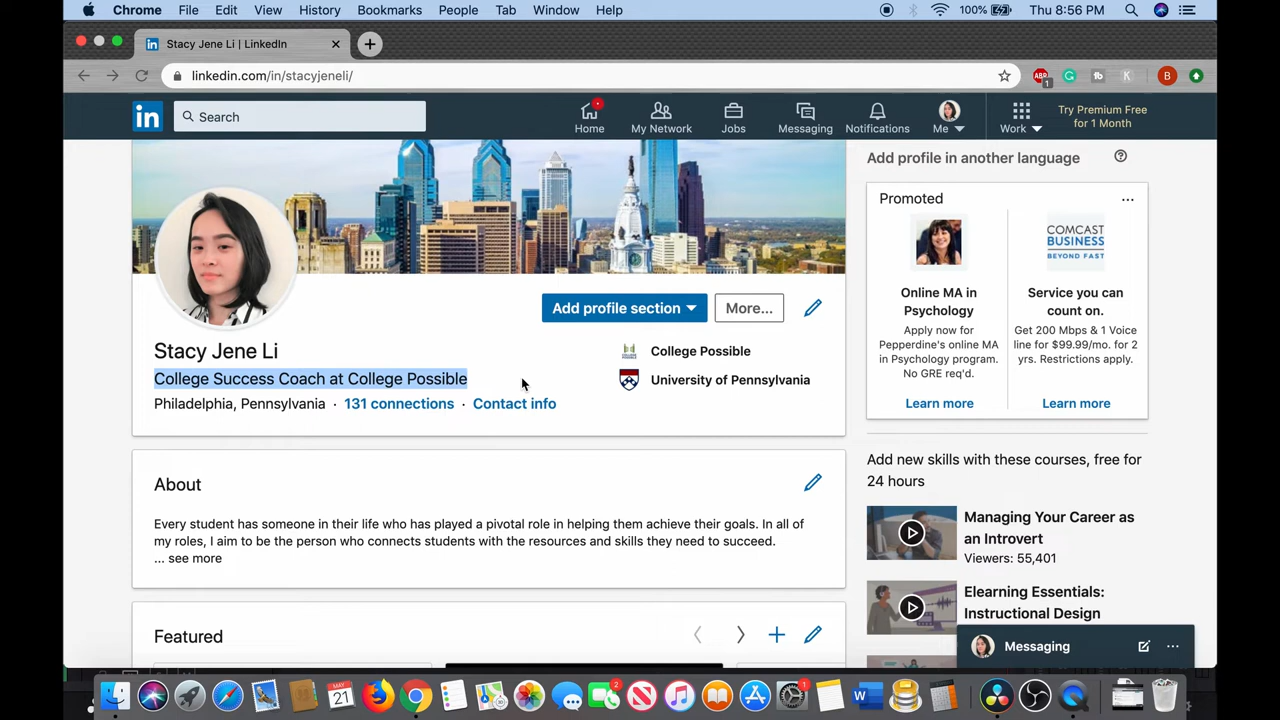 Chrome File Edit View History Bookmarks People Tab Window Help 100% Thu 8:56 PM
Stacy Jene Li | LinkedIn
linkedin.com/in/stacyjeneli/
ABP 1 tb K B
in Search Home My Network Jobs Messaging Notifications Me Work Try Premium Free
for 1 Month
Add profile in another language
Promoted
COMCAST
BUSINESS
BEYOND FAST
Online MA in
Psychology
Apply now for
Pepperdine's online MA
in Psychology program.
No GRE req'd.
Learn more
Service you can
count on.
Get 200 Mbps & 1 Voice
line for $99.99/mo. for 2
yrs. Restrictions apply.
Learn more
Add profile section More...
Stacy Jene Li
College Success Coach at College Possible
Philadelphia, Pennsylvania · 131 connections · Contact info
College Possible
University of Pennsylvania
About
Every student has someone in their life who has played a pivotal role in helping them achieve their goals. In all of
my roles, I aim to be the person who connects students with the resources and skills they need to succeed.
... see more
Featured
Add new skills with these courses, free for
24 hours
Managing Your Career as
an Introvert
Viewers: 55,401
Elearning Essentials:
Instructional Design
Messaging
MAY
21
2
1
W